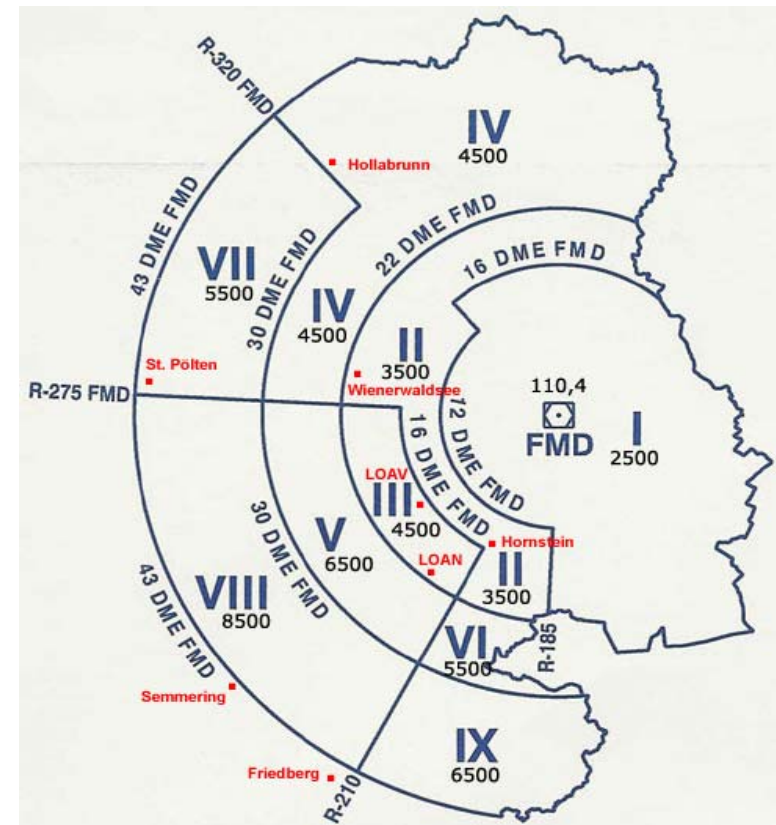 R-320 FMD
IV
4500
Hollabrunn
43 DME FMD
22 DME FMD
16 DME FMD
VII
5500
30 DME FMD
IV
4500
II
3500
St. Pölten
Wienerwaldsee
110,4
R-275 FMD
FMD
I
2500
12 DME FMD
16 DME FMD
LOAV
III
4500
Hornstein
V
6500
LOAN
II
3500
30 DME FMD
VIII
8500
43 DME FMD
VI
5500
R-185
Semmering
IX
6500
Friedberg
R-210